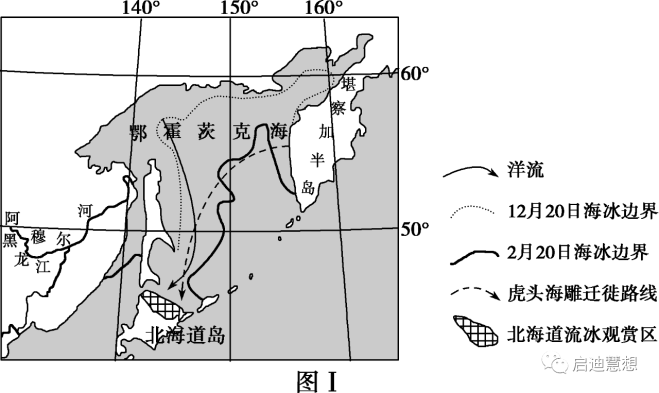 140° 150° 160°
60°
堪察加半岛
鄂霍茨克海
阿穆尔河
黑龙江
50°
北海道岛
洋流
12月20日海冰边界
2月20日海冰边界
虎头海雕迁徙路线
北海道流冰观赏区
启迪慧想
图Ⅰ